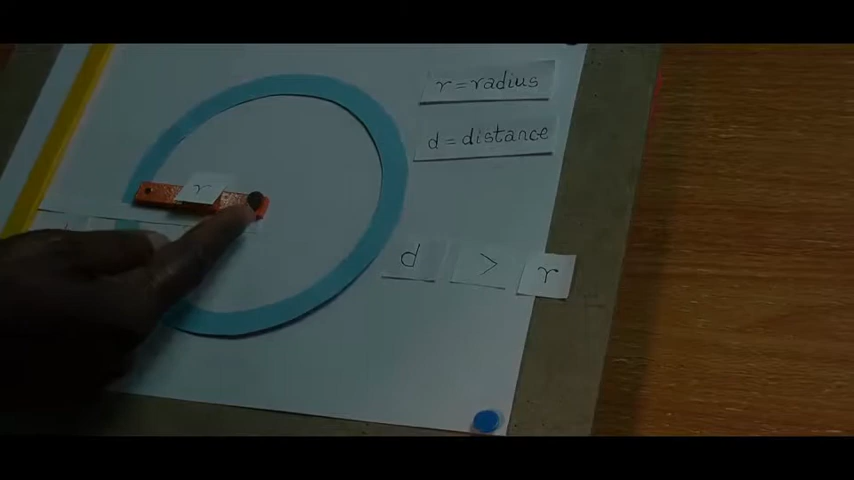 r = radius
d = distance
r
d > r